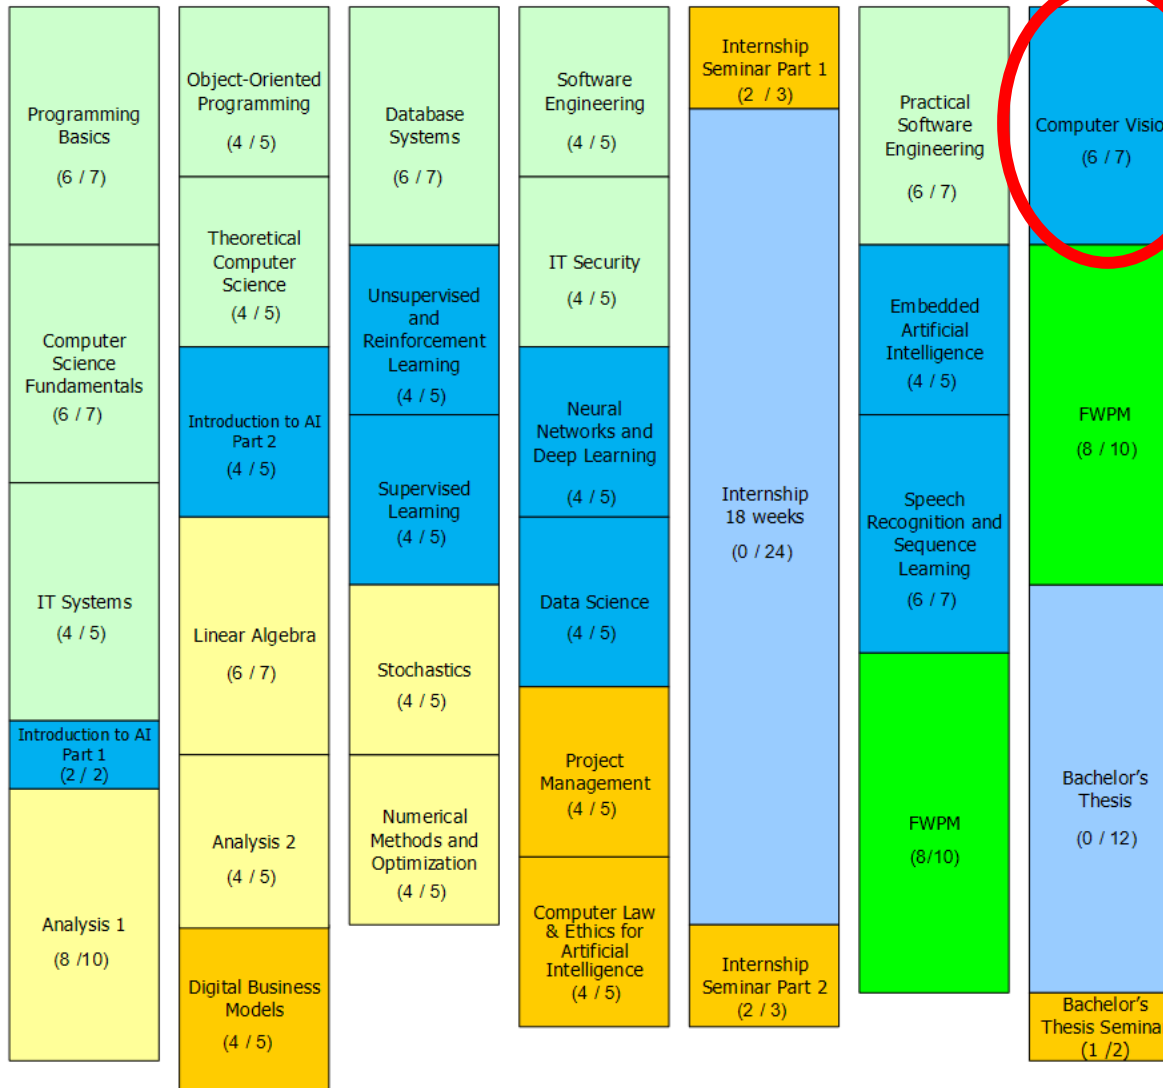 Programming
Basics
(6 / 7)
Computer
Science
Fundamentals
(6 / 7)
IT Systems
(4 / 5)
Introduction to AI
Part 1
(2 / 2)
Analysis 1
(8 /10)
Object-Oriented
Programming
(4 / 5)
Theoretical
Computer
Science
(4 / 5)
Introduction to AI
Part 2
(4 / 5)
Linear Algebra
(6 / 7)
Analysis 2
(4 / 5)
Digital Business
Models
(4 / 5)
Database
Systems
(6 / 7)
Unsupervised
and
Reinforcement
Learning
(4 / 5)
Supervised
Learning
(4 / 5)
Stochastics
(4 / 5)
Numerical
Methods and
Optimization
(4 / 5)
Software
Engineering
(4 / 5)
IT Security
(4 / 5)
Neural
Networks and
Deep Learning
(4 / 5)
Data Science
(4 / 5)
Project
Management
(4 / 5)
Computer Law
& Ethics for
Artificial
Intelligence
(4 / 5)
Internship
Seminar Part 1
(2 / 3)
Internship
18 weeks
(0 / 24)
Internship
Seminar Part 2
(2 / 3)
Practical
Software
Engineering
(6 / 7)
Embedded
Artificial
Intelligence
(4 / 5)
Speech
Recognition and
Sequence
Learning
(6 / 7)
FWPM
(8/10)
Computer Visio
(6 / 7)
FWPM
(8 / 10)
Bachelor's
Thesis
(0 / 12)
Bachelor's
Thesis Semina
(1 /2)